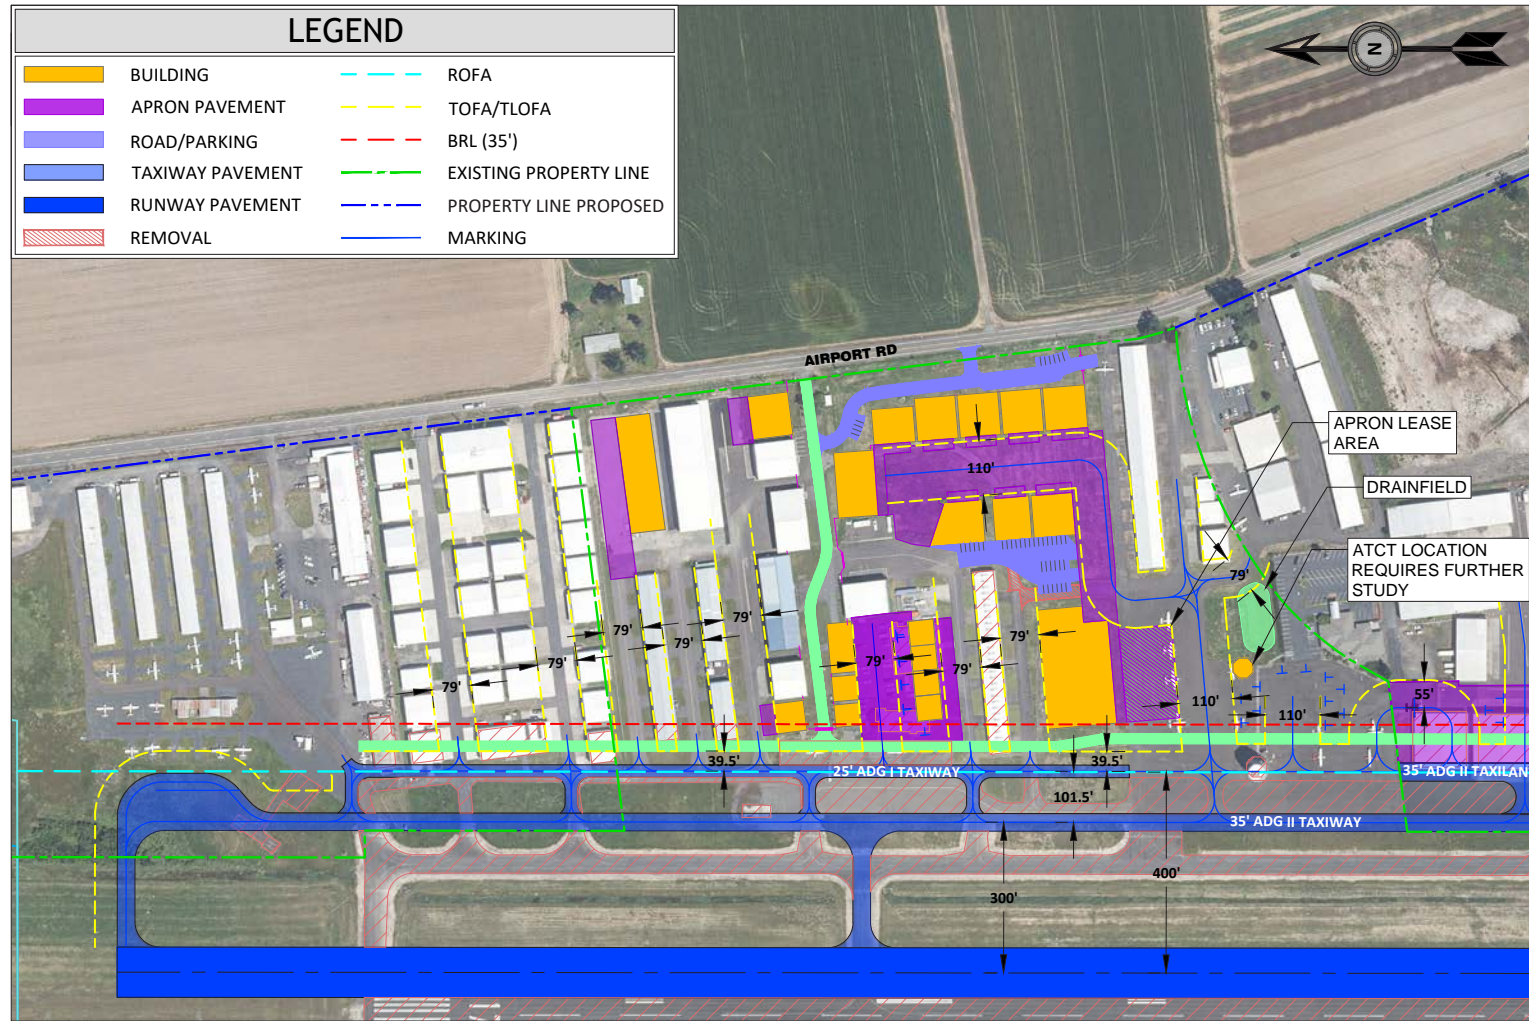 LEGEND
BUILDING
APRON PAVEMENT
ROAD/PARKING
TAXIWAY PAVEMENT
RUNWAY PAVEMENT
REMOVAL
ROFA
TOFA/TLOFA
BRL (35')
EXISTING PROPERTY LINE
PROPERTY LINE PROPOSED
MARKING
N
AIRPORT RD
APRON LEASE
AREA
DRAINFIELD
ATCT LOCATION
REQUIRES FURTHER
STUDY
110'
79'
79'
79'
79'
79'
79'
79'
79'
79'
110'
110'
55'
39.5'
39.5'
25' ADG I TAXIWAY
35' ADG II TAXILAN
101.5'
35' ADG II TAXIWAY
400'
300'